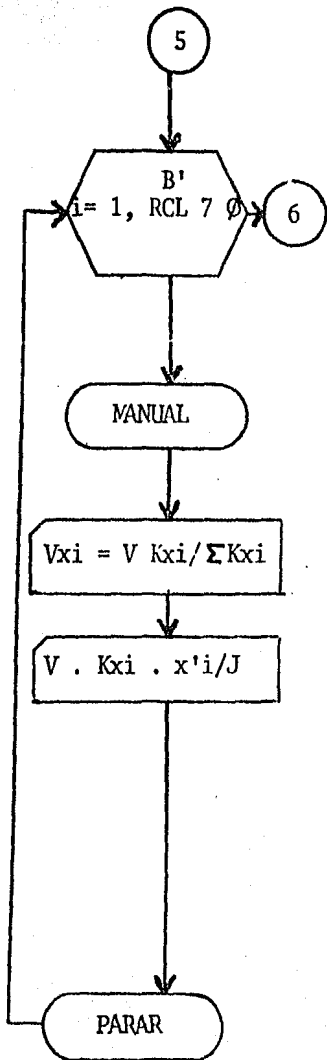 5
B'
i= 1, RCL 7 Ø
6
MANUAL
Vxi = V Kxi/ΣKxi
V . Kxi . x'i/J
PARAR